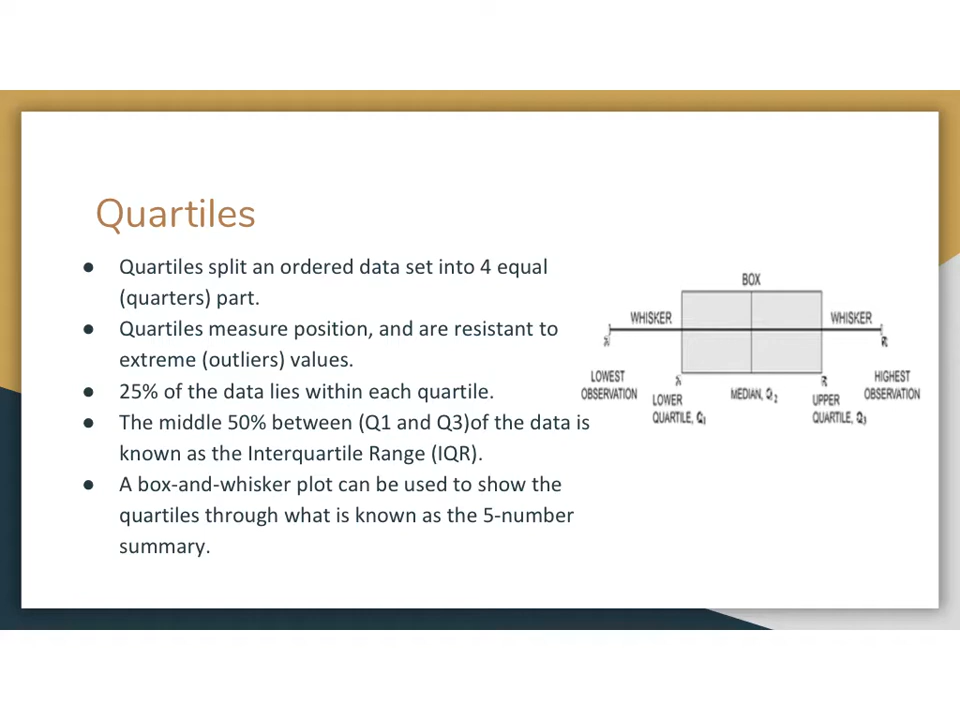 Quartiles
● Quartiles split an ordered data set into 4 equal
(quarters) part.
● Quartiles measure position, and are resistant to
extreme (outliers) values.
● 25% of the data lies within each quartile.
● The middle 50% between (Q1 and Q3)of the data is
known as the Interquartile Range (IQR).
● A box-and-whisker plot can be used to show the
quartiles through what is known as the 5-number
summary.
BOX
WHISKER
WHISKER
LOWEST
OBSERVATION
LOWER
QUARTILE, Q1
MEDIAN, Q2
UPPER
QUARTILE, Q3
HIGHEST
OBSERVATION